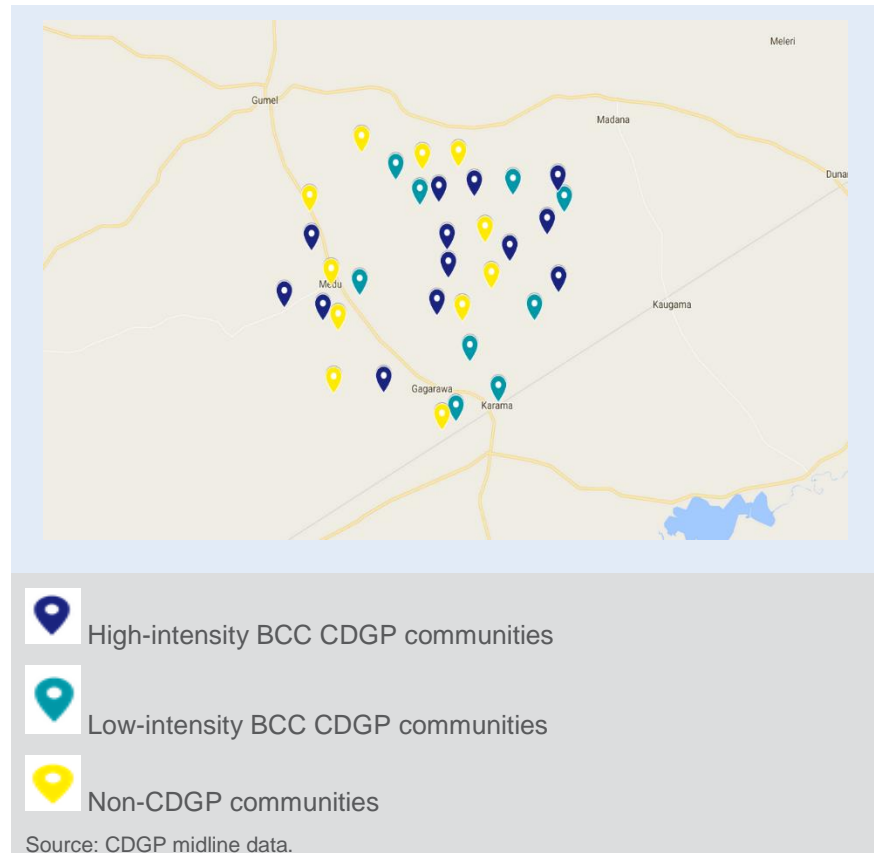 Meleri
Gumel
Madana
Duna
Medu
Kaugama
Gagarawa
Karama
High-intensity BCC CDGP communities
Low-intensity BCC CDGP communities
Non-CDGP communities
Source: CDGP midline data.